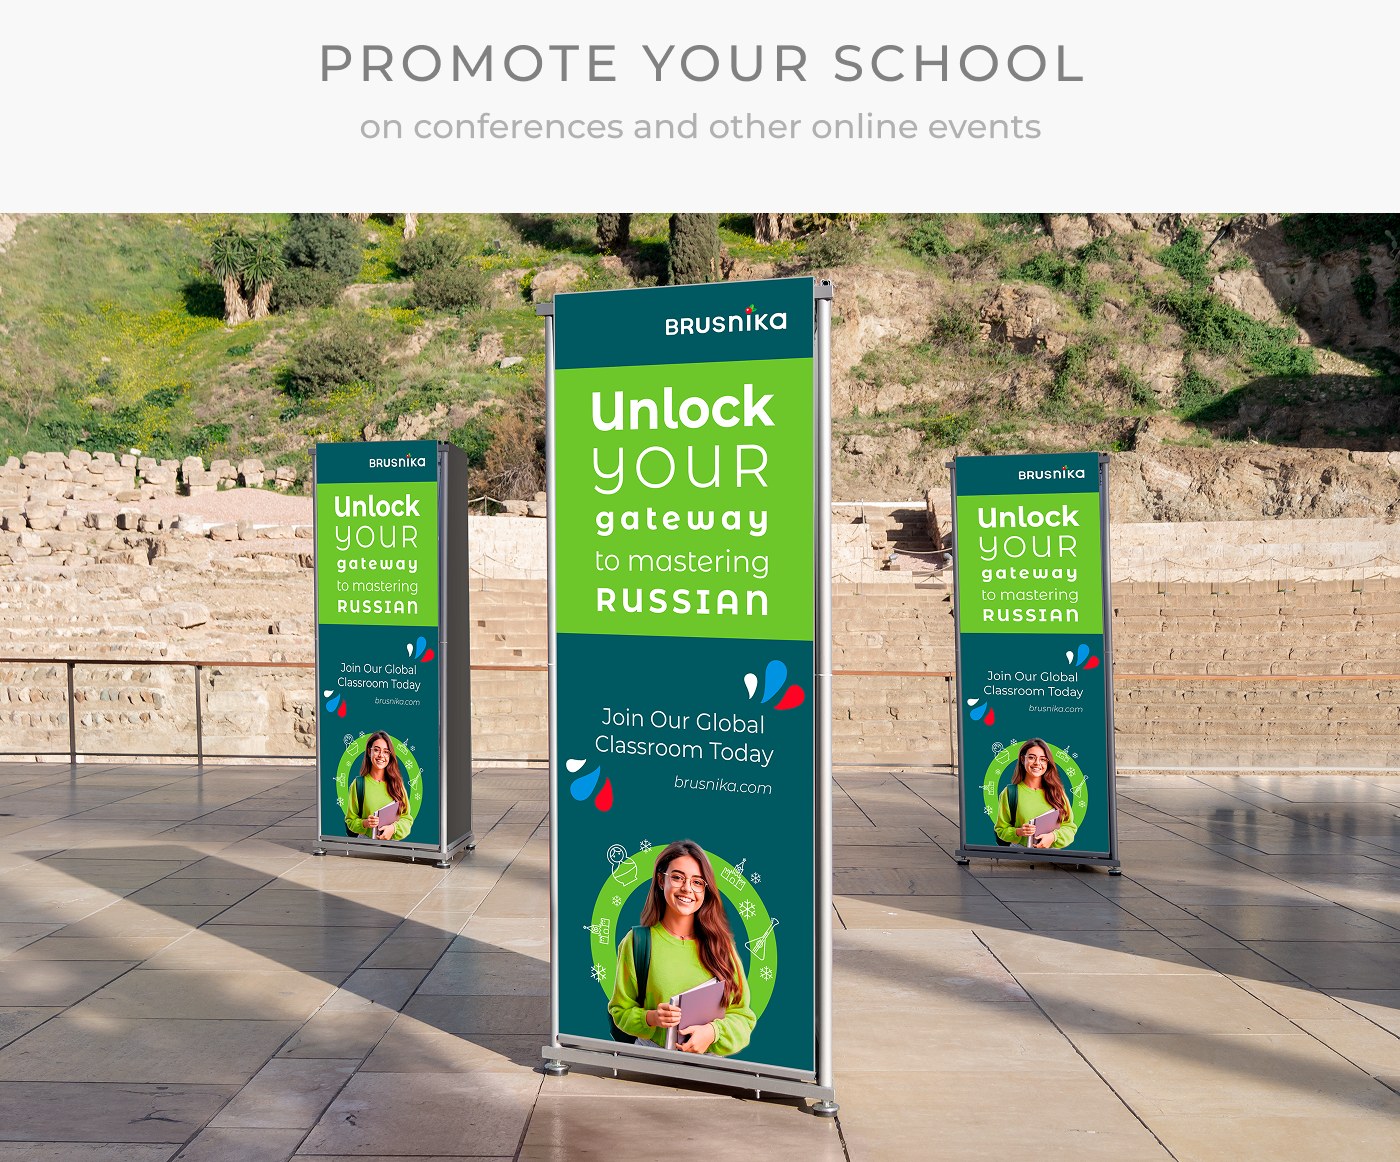 PROMOTE YOUR SCHOOL
on conferences and other online events
BRUSNIKA
Unlock
YOUR
gateway
to mastering
RUSSIAN
Join Our Global
Classroom Today
brusnika.com
BRUSNIKA
Unlock
YOUR
gateway
to mastering
RUSSIAN
Join Our Global
Classroom Today
brusnika.com
BRUSNIKA
Unlock
YOUR
gateway
to mastering
RUSSIAN
Join Our Global
Classroom Today
brusnika.com